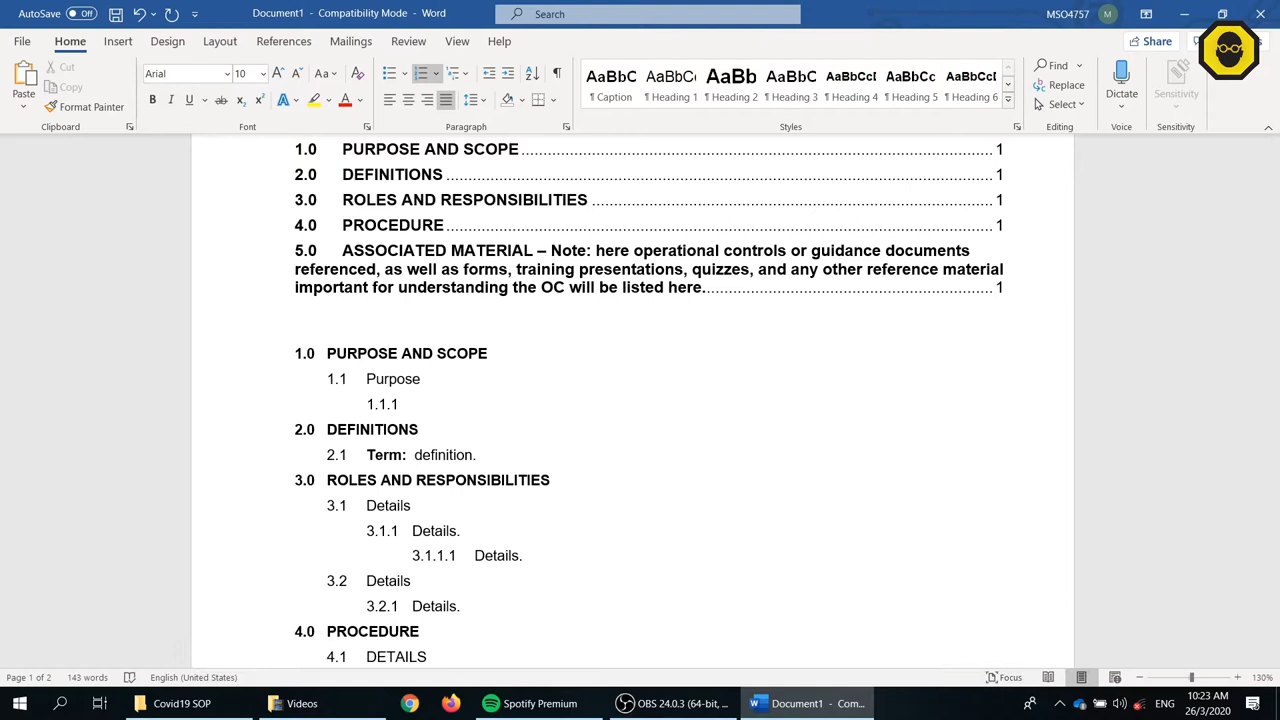 AutoSave Off Document1 - Compatibility Mode - Word Search MSO4757 M
File Home Insert Design Layout References Mailings Review View Help Share
Cut Arial 10 AaBbC AaBbCc AaBb AaBbC AaBbCcI AaBbCc AaBbCcI Find
Copy Replace
Paste Format Painter Caption Heading 1 Heading 2 Heading 3 Heading 4 Heading 5 Heading 6 Select Dictate Sensitivity
Clipboard Font Paragraph Styles Editing Voice Sensitivity
1.0 PURPOSE AND SCOPE 1
2.0 DEFINITIONS 1
3.0 ROLES AND RESPONSIBILITIES 1
4.0 PROCEDURE 1
5.0 ASSOCIATED MATERIAL – Note: here operational controls or guidance documents
referenced, as well as forms, training presentations, quizzes, and any other reference material
important for understanding the OC will be listed here. 1
1.0 PURPOSE AND SCOPE
1.1 Purpose
1.1.1
2.0 DEFINITIONS
2.1 Term: definition.
3.0 ROLES AND RESPONSIBILITIES
3.1 Details
3.1.1 Details.
3.1.1.1 Details.
3.2 Details
3.2.1 Details.
4.0 PROCEDURE
4.1 DETAILS
Page 1 of 2 143 words English (United States) Focus 130%
Covid19 SOP Videos Spotify Premium OBS 24.0.3 (64-bit, ... Document1 - Com... ENG 10:23 AM
26/3/2020